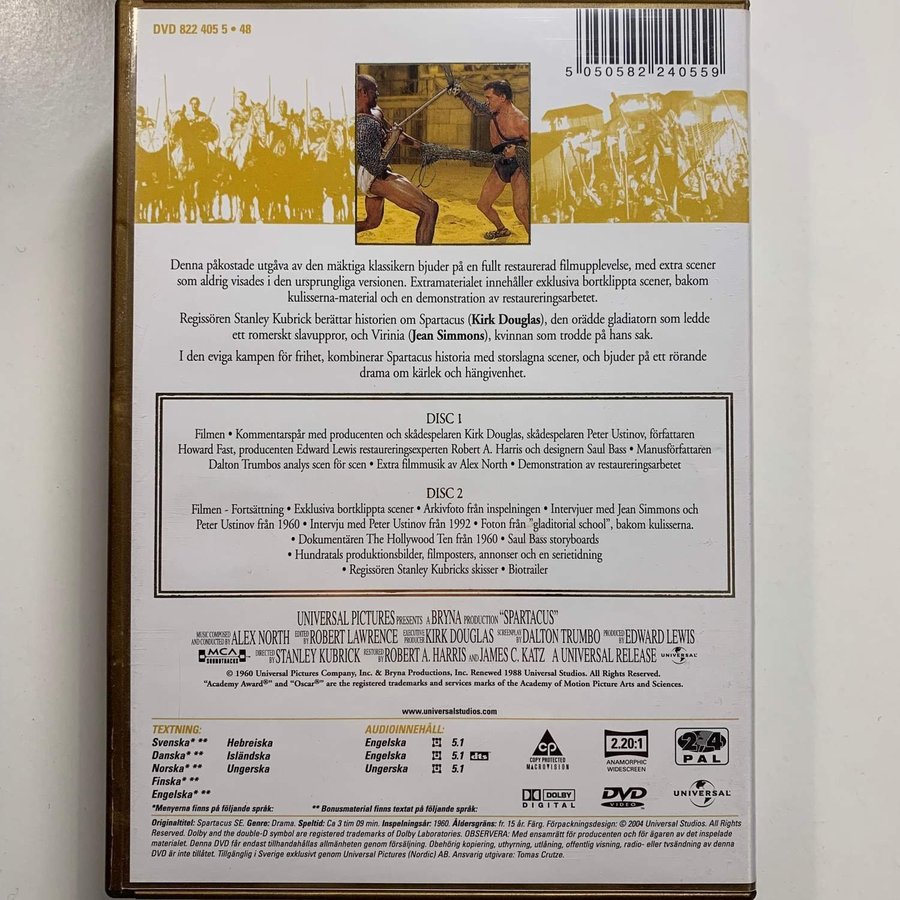 DVD 822 405 5 • 48
5 050582 240559
Denna påkostade utgåva av den mäktiga klassikern bjuder på en fullt restaurerad filmupplevelse, med extra scener
som aldrig visades i den ursprungliga versionen. Extramaterialet innehåller exklusiva bortklippta scener, bakom
kulisserna-material och en demonstration av restaureringsarbetet.
Regissören Stanley Kubrick berättar historien om Spartacus (Kirk Douglas), den orädde gladiatorn som ledde
ett romerskt slavuppror, och Virinia (Jean Simmons), kvinnan som trodde på hans sak.
I den eviga kampen för frihet, kombinerar Spartacus historia med storslagna scener, och bjuder på ett rörande
drama om kärlek och hängivenhet.
DISC 1
Filmen • Kommentarspår med producenten och skådespelaren Kirk Douglas, skådespelaren Peter Ustinov, författaren
Howard Fast, producenten Edward Lewis restaureringsexperten Robert A. Harris och designern Saul Bass • Manusförfattaren
Dalton Trumbos analys scen för scen • Extra filmmusik av Alex North • Demonstration av restaureringsarbetet
DISC 2
Filmen - Fortsättning • Exklusiva bortklippta scener • Arkivfoto från inspelningen • Intervjuer med Jean Simmons och
Peter Ustinov från 1960 • Intervju med Peter Ustinov från 1992 • Foton från "gladitorial school", bakom kulisserna.
• Dokumentären The Hollywood Ten från 1960 • Saul Bass storyboards
• Hundratals produktionsbilder, filmposters, annonser och en serietidning
• Regissören Stanley Kubricks skisser • Biotrailer
UNIVERSAL PICTURES PRESENTS A BRYNA PRODUCTION "SPARTACUS"
MUSIC COMPOSED AND CONDUCTED BY ALEX NORTH EDITED BY ROBERT LAWRENCE EXECUTIVE PRODUCER KIRK DOUGLAS SCREENPLAY BY DALTON TRUMBO PRODUCED BY EDWARD LEWIS
MCA SOUNDTRACKS DIRECTED BY STANLEY KUBRICK RESTORED BY ROBERT A. HARRIS AND JAMES C. KATZ A UNIVERSAL RELEASE UNIVERSAL
© 1960 Universal Pictures Company, Inc. & Bryna Productions, Inc. Renewed 1988 Universal Studios. All Rights Reserved.
"Academy Award®" and "Oscar®" are the registered trademarks and services marks of the Academy of Motion Picture Arts and Sciences.
www.universalstudios.com
TEXTNING:
Svenska* ** Hebreiska
Danska* ** Isländska
Norska* ** Ungerska
Finska* **
Engelska* **
AUDIOINNEHÅLL:
Engelska 5.1
Engelska 5.1 dts
Ungerska 5.1
CP
COPY PROTECTED
MACROVISION
2.20:1
ANAMORPHIC
WIDESCREEN
2 4
PAL
DOLBY
DIGITAL
DVD
VIDEO
UNIVERSAL
*Menyerna finns på följande språk: ** Bonusmaterial finns textat på följande språk:
Originaltitel: Spartacus SE. Genre: Drama. Speltid: Ca 3 tim 09 min. Inspelningsår: 1960. Åldersgräns: fr. 15 år. Färg. Förpackningsdesign: © 2004 Universal Studios. All Rights
Reserved. Dolby and the double-D symbol are registered trademarks of Dolby Laboratories. OBSERVERA: Med ensamrätt för producenten och för ägaren av det inspelade
materialet. Denna DVD får endast tillhandahållas allmänheten genom försäljning. Obehörig kopiering, uthyrning, utlåning, offentlig visning, radio- eller tvsändning av denna
DVD är inte tillåtet. Tillgänglig i Sverige exklusivt genom Universal Pictures (Nordic) AB. Ansvarig utgivare: Tomas Crutze.